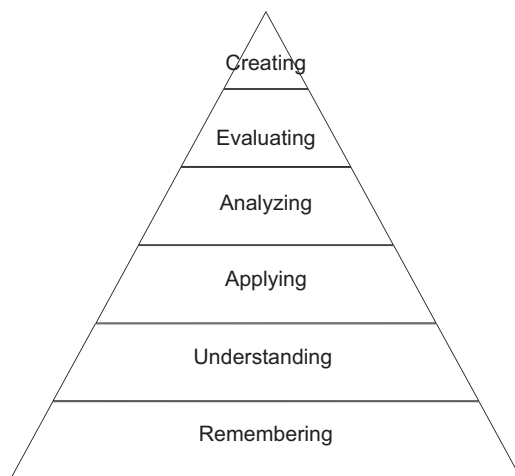 Creating
Evaluating
Analyzing
Applying
Understanding
Remembering